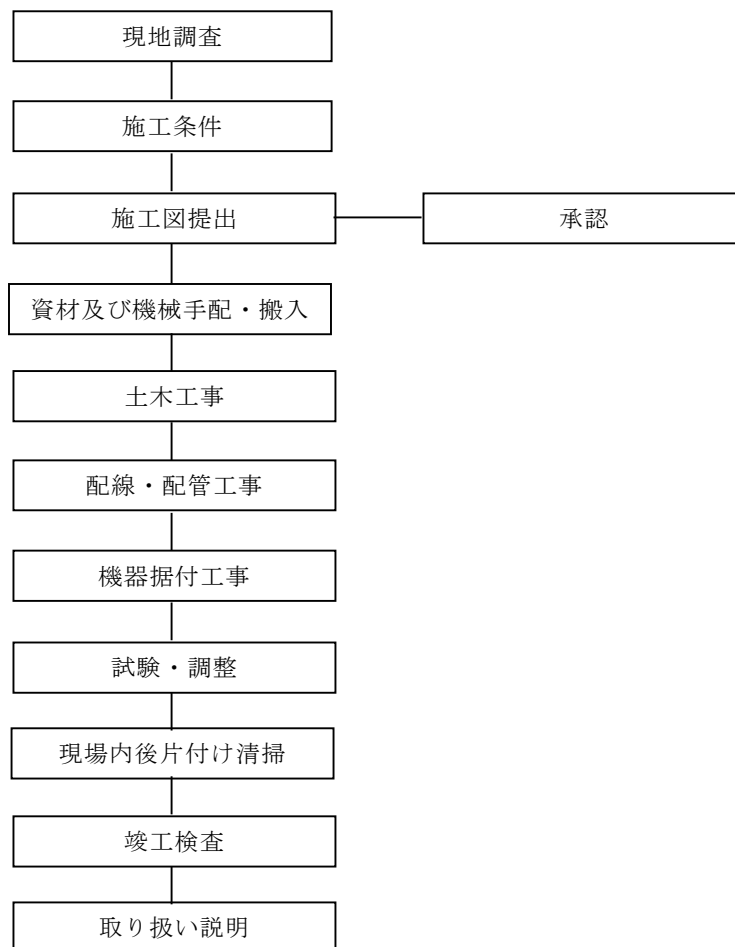 現地調査
施工条件
施工図提出
承認
資材及び機械手配・搬入
土木工事
配線・配管工事
機器据付工事
試験・調整
現場内後片付け清掃
竣工検査
取り扱い説明